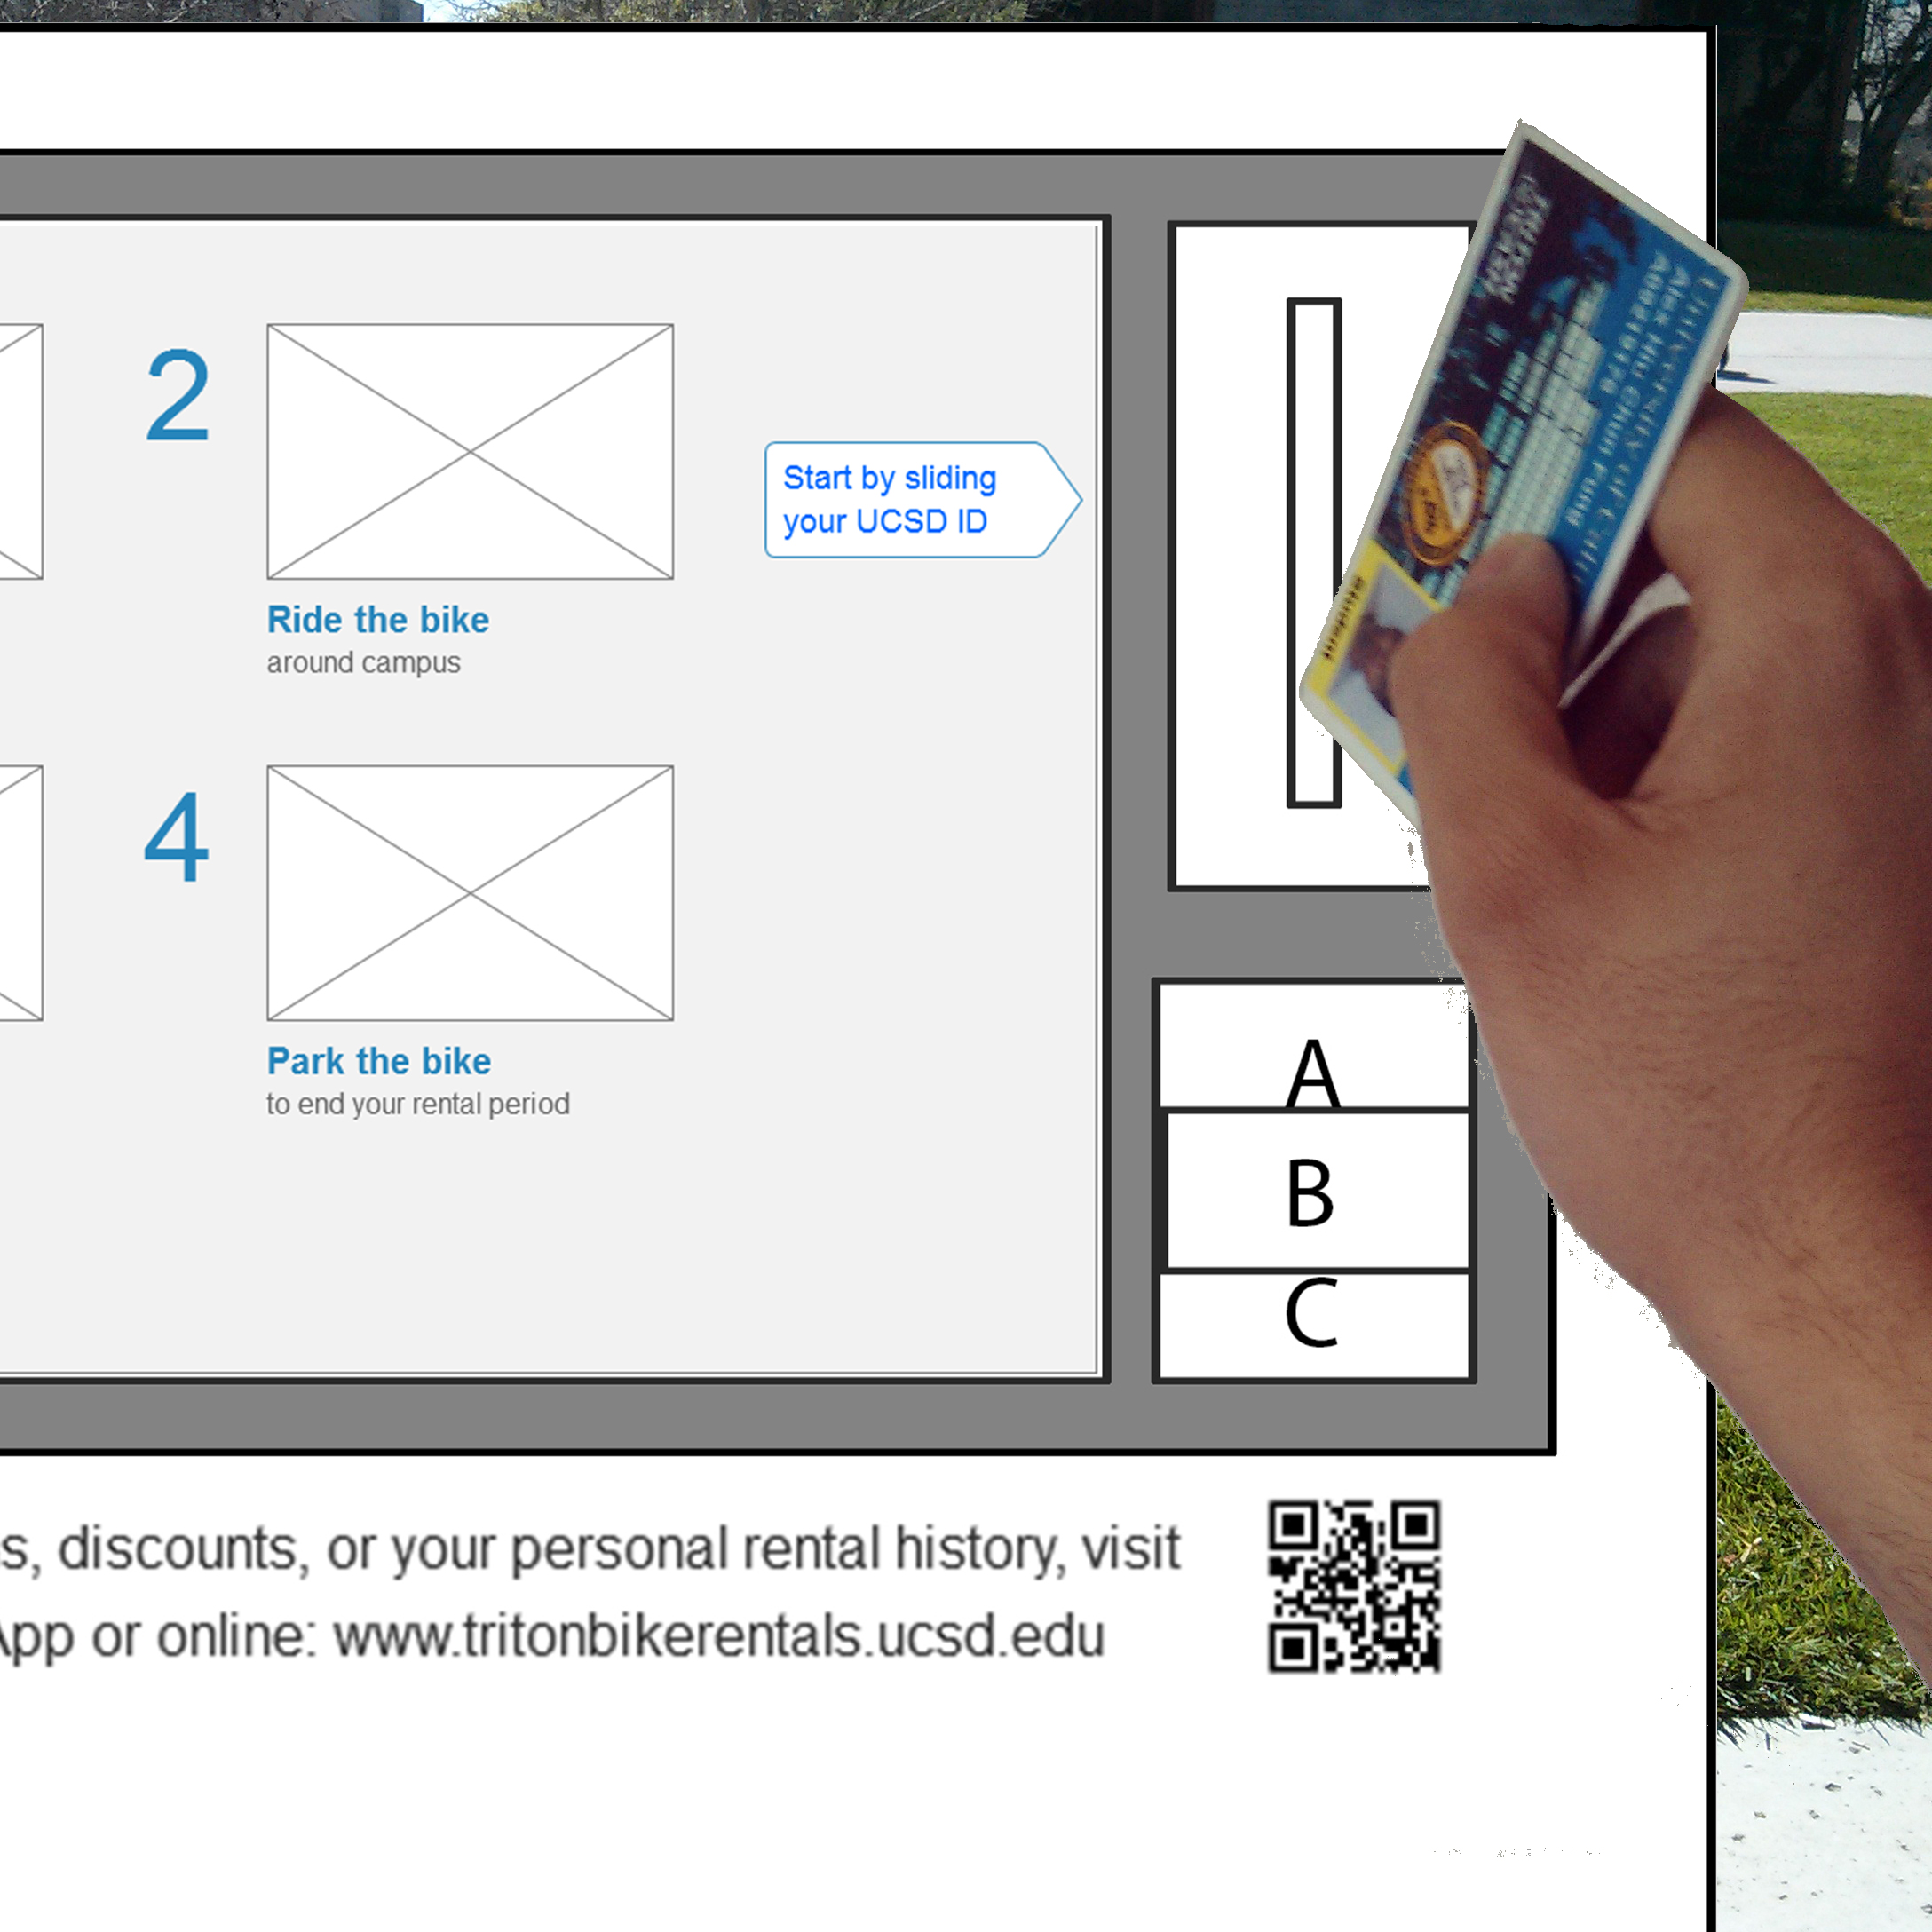 2
Ride the bike
around campus
Start by sliding
your UCSD ID
4
Park the bike
to end your rental period
A
B
C
s, discounts, or your personal rental history, visit
App or online: www.tritonbikerentals.ucsd.edu